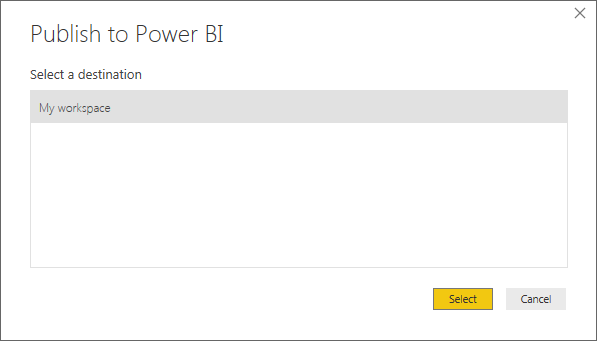 Publish to Power BI
Select a destination
My workspace
Select
Cancel